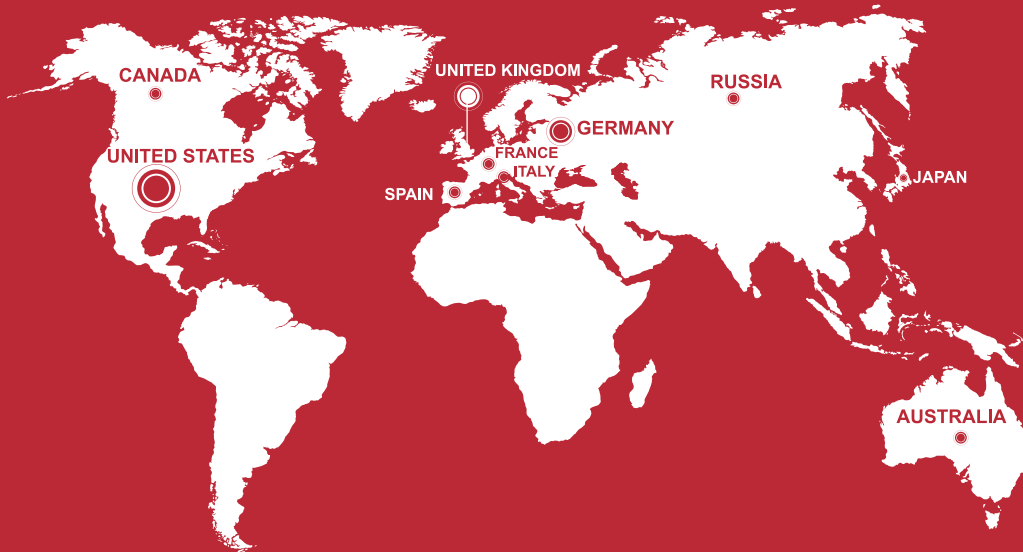 CANADA
UNITED KINGDOM
RUSSIA
GERMANY
UNITED STATES
FRANCE
ITALY
SPAIN
JAPAN
AUSTRALIA